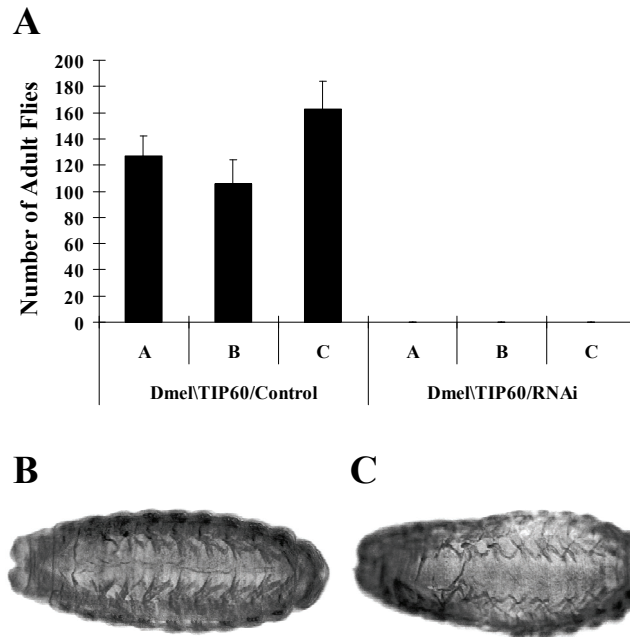 A
Number of Adult Flies
200
180
160
140
120
100
80
60
40
20
0
A B C A B C
Dmel\TIP60/Control Dmel\TIP60/RNAi
B C